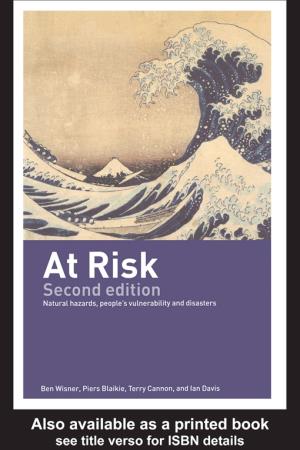 At Risk
Second edition
Natural hazards, people's vulnerability and disasters
Ben Wisner, Piers Blaikie, Terry Cannon, and Ian Davis
Also available as a printed book
see title verso for ISBN details